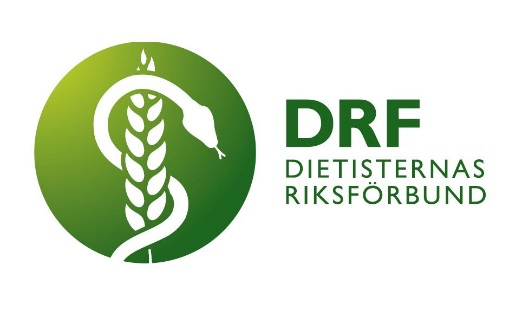 DRF
DIETISTERNAS
RIKSFÖRBUND